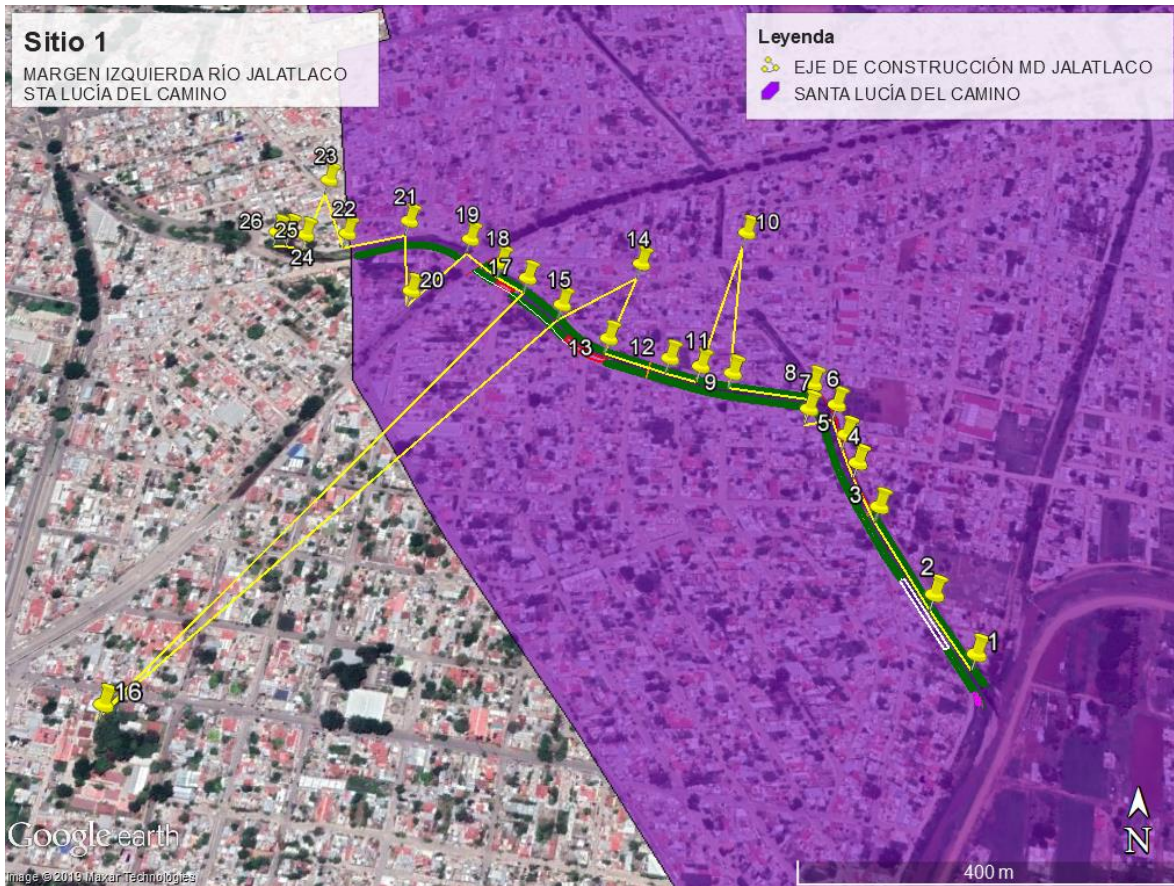 Sitio 1
MARGEN IZQUIERDA RÍO JALATLACO
STA LUCÍA DEL CAMINO
Leyenda
EJE DE CONSTRUCCIÓN MD JALATLACO
SANTA LUCÍA DEL CAMINO
23
26
25
24
22
21
20
19
18
17
15
14
10
13
12
11
9
8
7
6
5
4
3
2
1
16
Google earth
Image © 2019 Maxar Technologies
400 m
N